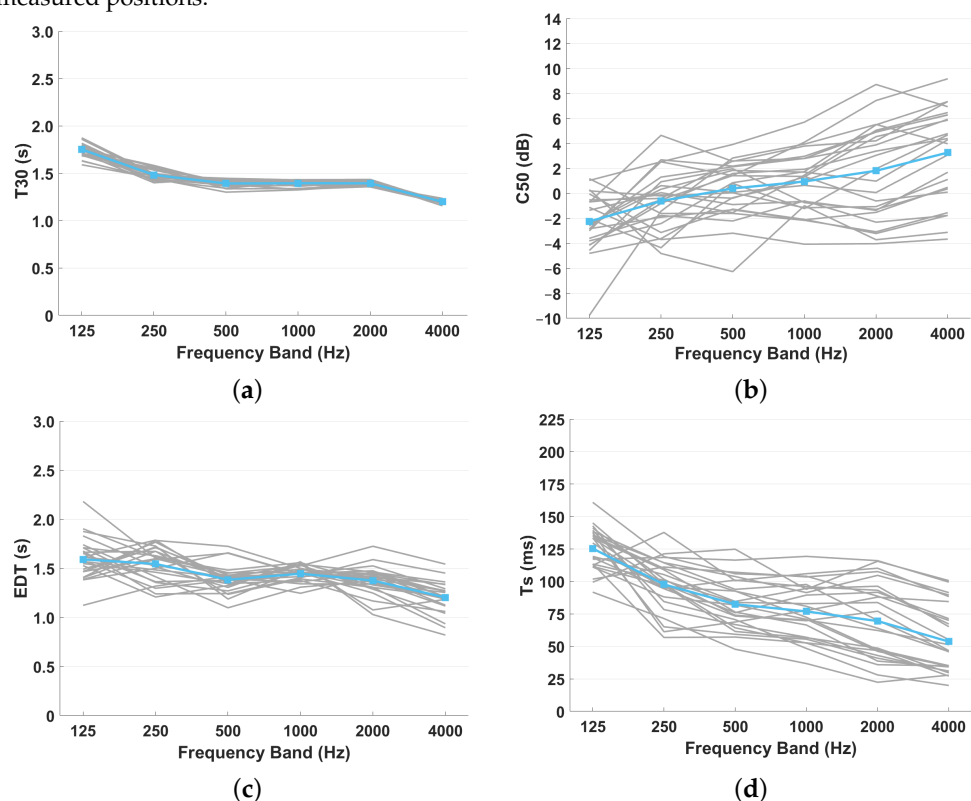 measured positions.
3.0
2.5
2.0
1.5
1.0
0.5
0
T30 (s)
125 250 500 1000 2000 4000
Frequency Band (Hz)
(a)
14
12
10
8
6
4
2
0
−2
−4
−6
−8
−10
C50 (dB)
125 250 500 1000 2000 4000
Frequency Band (Hz)
(b)
3.0
2.5
2.0
1.5
1.0
0.5
0
EDT (s)
125 250 500 1000 2000 4000
Frequency Band (Hz)
(c)
225
200
175
150
125
100
75
50
25
0
Ts (ms)
125 250 500 1000 2000 4000
Frequency Band (Hz)
(d)